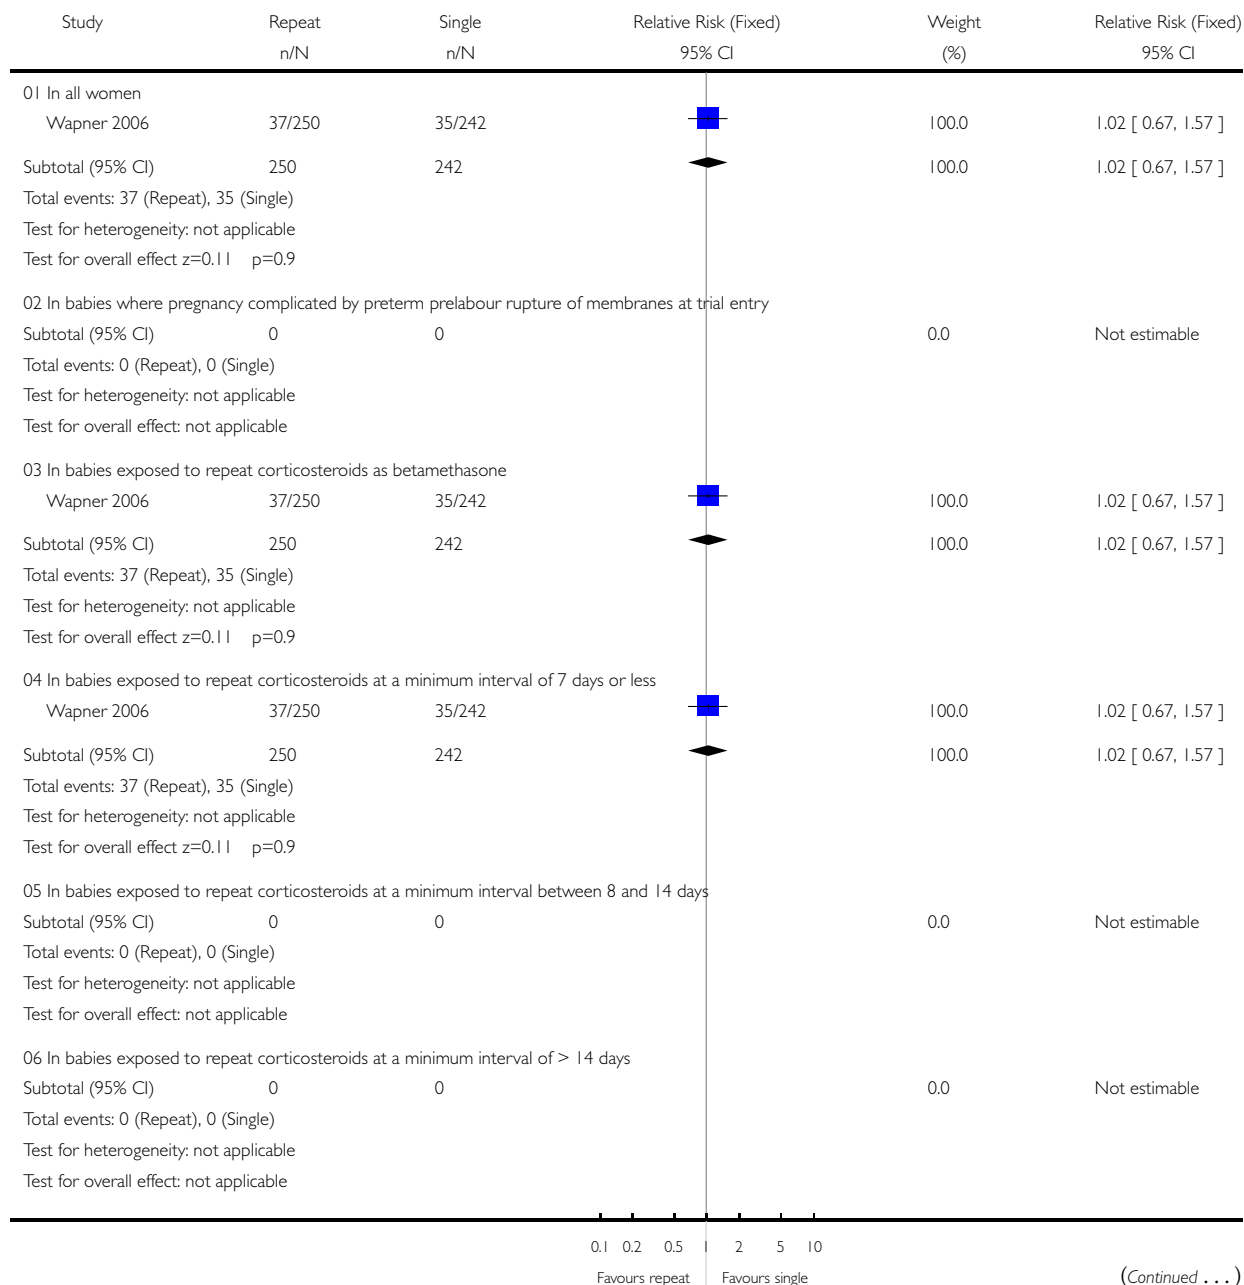 Study Repeat Single Relative Risk (Fixed) Weight Relative Risk (Fixed)
n/N n/N 95% CI (%) 95% CI
01 In all women
Wapner 2006 37/250 35/242 100.0 1.02 [ 0.67, 1.57 ]
Subtotal (95% CI) 250 242 100.0 1.02 [ 0.67, 1.57 ]
Total events: 37 (Repeat), 35 (Single)
Test for heterogeneity: not applicable
Test for overall effect z=0.11 p=0.9
02 In babies where pregnancy complicated by preterm prelabour rupture of membranes at trial entry
Subtotal (95% CI) 0 0 0.0 Not estimable
Total events: 0 (Repeat), 0 (Single)
Test for heterogeneity: not applicable
Test for overall effect: not applicable
03 In babies exposed to repeat corticosteroids as betamethasone
Wapner 2006 37/250 35/242 100.0 1.02 [ 0.67, 1.57 ]
Subtotal (95% CI) 250 242 100.0 1.02 [ 0.67, 1.57 ]
Total events: 37 (Repeat), 35 (Single)
Test for heterogeneity: not applicable
Test for overall effect z=0.11 p=0.9
04 In babies exposed to repeat corticosteroids at a minimum interval of 7 days or less
Wapner 2006 37/250 35/242 100.0 1.02 [ 0.67, 1.57 ]
Subtotal (95% CI) 250 242 100.0 1.02 [ 0.67, 1.57 ]
Total events: 37 (Repeat), 35 (Single)
Test for heterogeneity: not applicable
Test for overall effect z=0.11 p=0.9
05 In babies exposed to repeat corticosteroids at a minimum interval between 8 and 14 days
Subtotal (95% CI) 0 0 0.0 Not estimable
Total events: 0 (Repeat), 0 (Single)
Test for heterogeneity: not applicable
Test for overall effect: not applicable
06 In babies exposed to repeat corticosteroids at a minimum interval of > 14 days
Subtotal (95% CI) 0 0 0.0 Not estimable
Total events: 0 (Repeat), 0 (Single)
Test for heterogeneity: not applicable
Test for overall effect: not applicable
0.1 0.2 0.5 1 2 5 10
Favours repeat Favours single (Continued . . . )